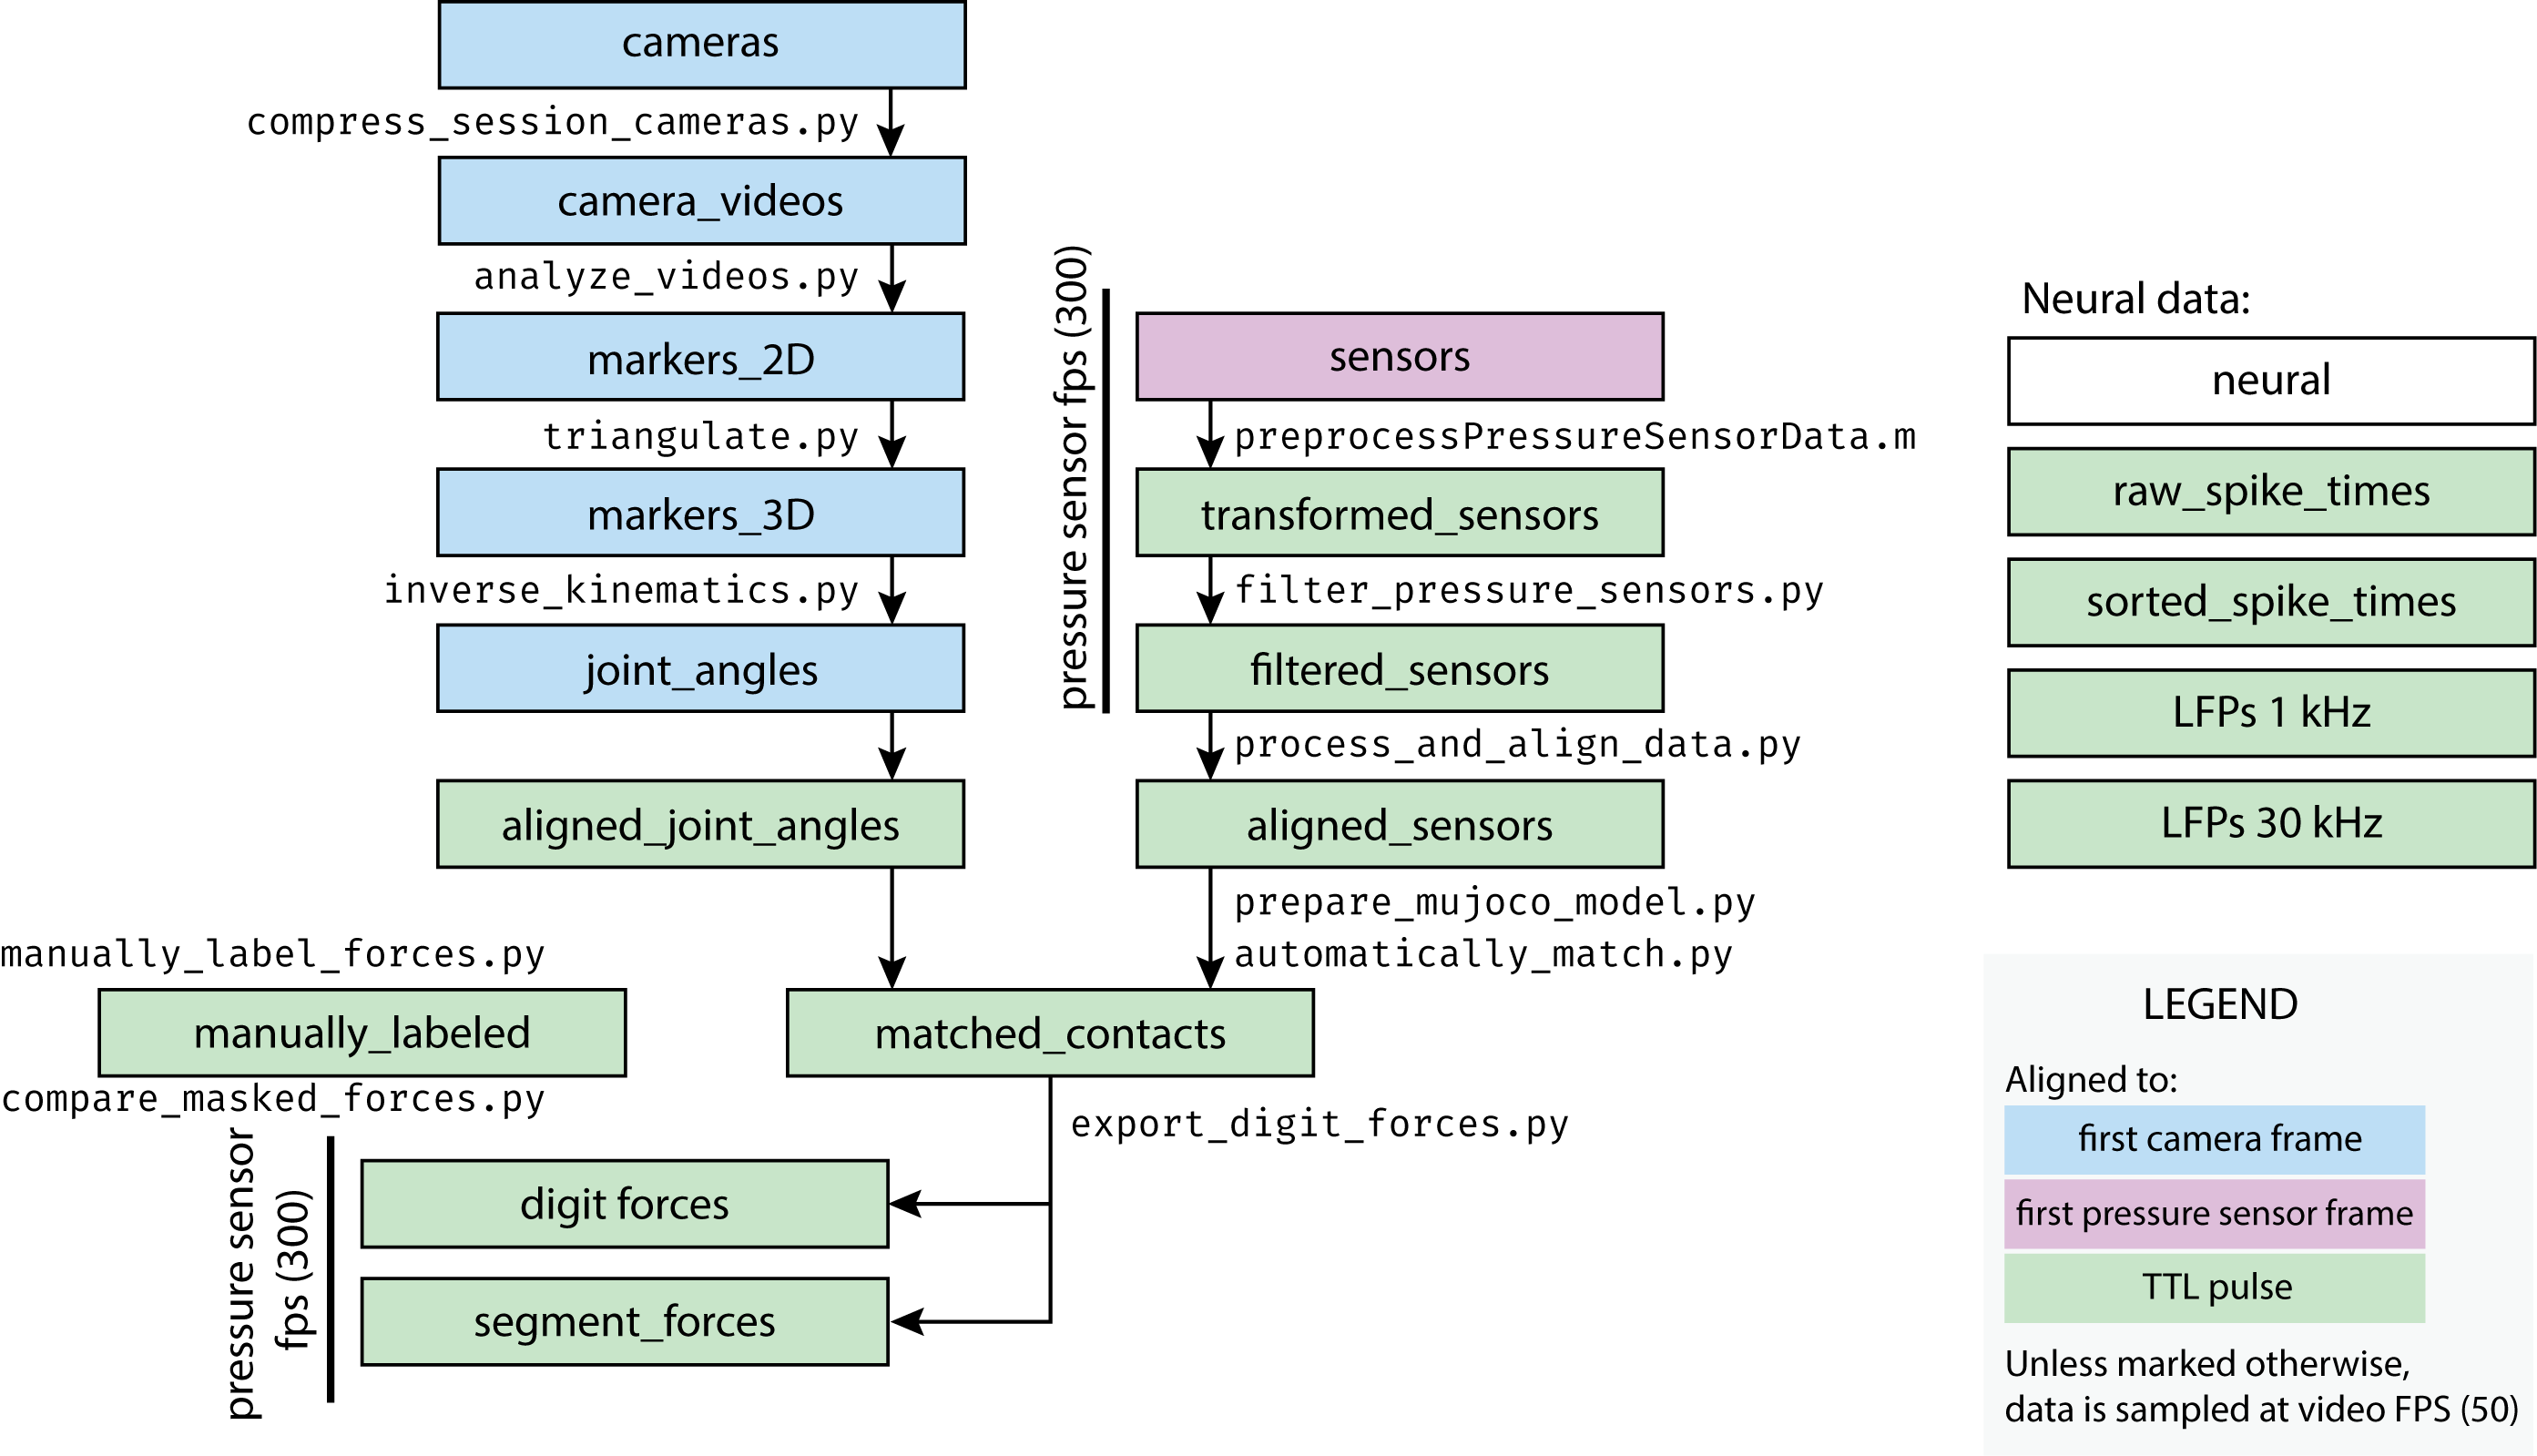 cameras
compress_session_cameras.py
camera_videos
analyze_videos.py
markers_2D
triangulate.py
markers_3D
inverse_kinematics.py
joint_angles
aligned_joint_angles
pressure sensor fps (300)
sensors
preprocessPressureSensorData.m
transformed_sensors
filter_pressure_sensors.py
filtered_sensors
process_and_align_data.py
aligned_sensors
prepare_mujoco_model.py
automatically_match.py
manually_label_forces.py
manually_labeled
compare_masked_forces.py
matched_contacts
export_digit_forces.py
pressure sensor
fps (300)
digit forces
segment_forces
Neural data:
neural
raw_spike_times
sorted_spike_times
LFPs 1 kHz
LFPs 30 kHz
LEGEND
Aligned to:
first camera frame
first pressure sensor frame
TTL pulse
Unless marked otherwise,
data is sampled at video FPS (50)